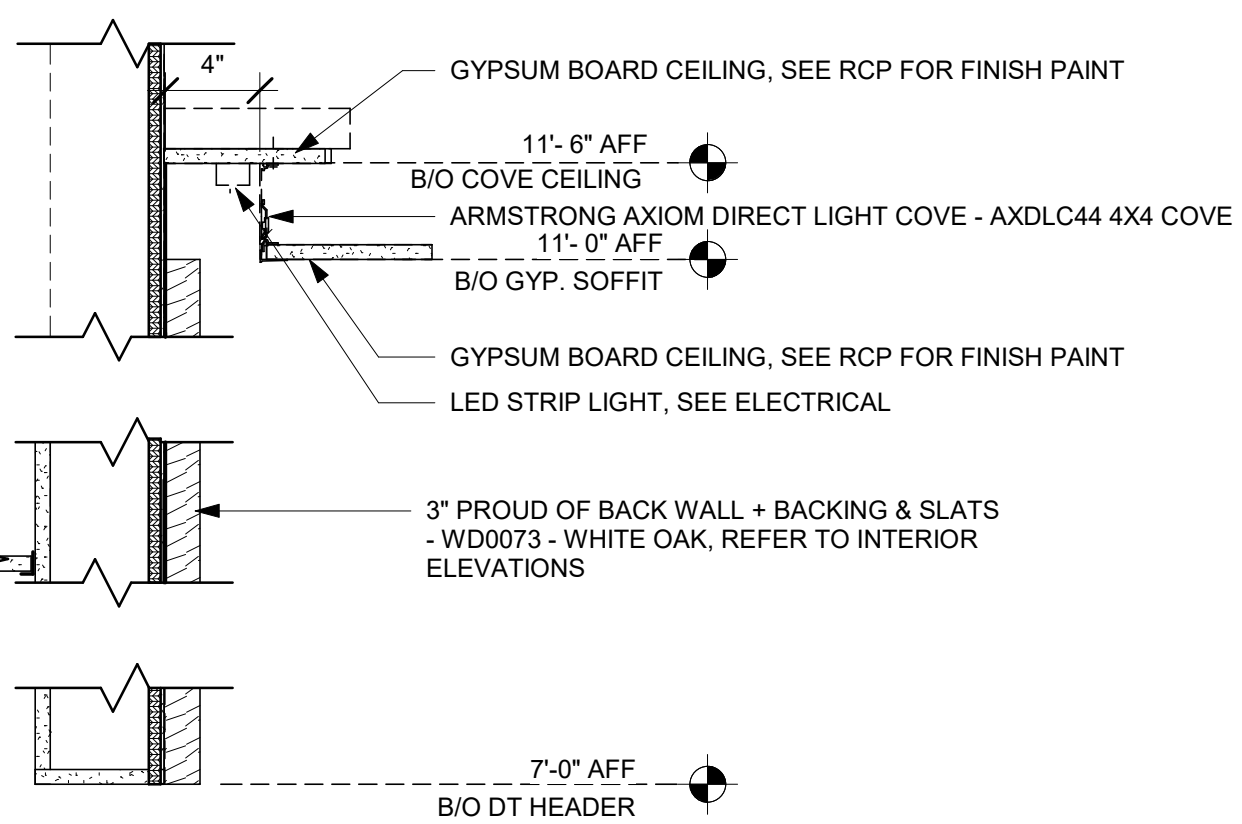 4"
GYPSUM BOARD CEILING, SEE RCP FOR FINISH PAINT
11'- 6" AFF
B/O COVE CEILING
ARMSTRONG AXIOM DIRECT LIGHT COVE - AXDLC44 4X4 COVE
11'- 0" AFF
B/O GYP. SOFFIT
GYPSUM BOARD CEILING, SEE RCP FOR FINISH PAINT
LED STRIP LIGHT, SEE ELECTRICAL
3" PROUD OF BACK WALL + BACKING & SLATS
- WD0073 - WHITE OAK, REFER TO INTERIOR
ELEVATIONS
7'-0" AFF
B/O DT HEADER